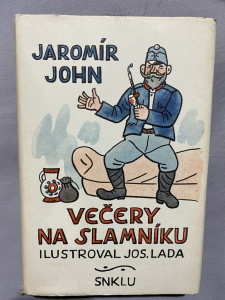 JAROMÍR
JOHN
VEČERY
NA SLAMNÍKU
ILUSTROVAL JOS. LADA
SNKLU